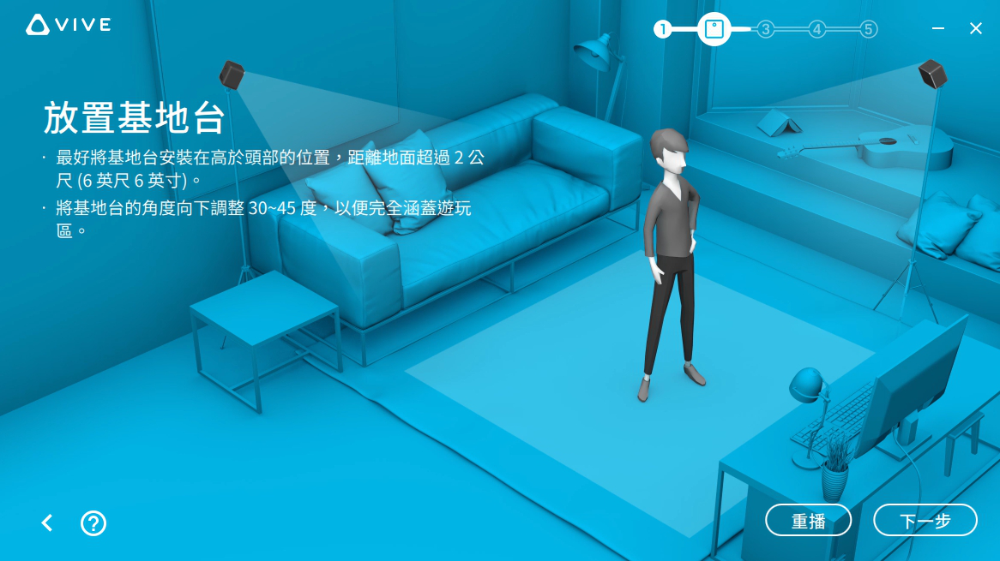 VIVE
1 3 4 5
放置基地台
· 最好將基地台安裝在高於頭部的位置，距離地面超過 2 公
尺 (6 英尺 6 英寸)。
· 將基地台的角度向下調整 30~45 度，以便完全涵蓋遊玩
區。
?
重播
下一步